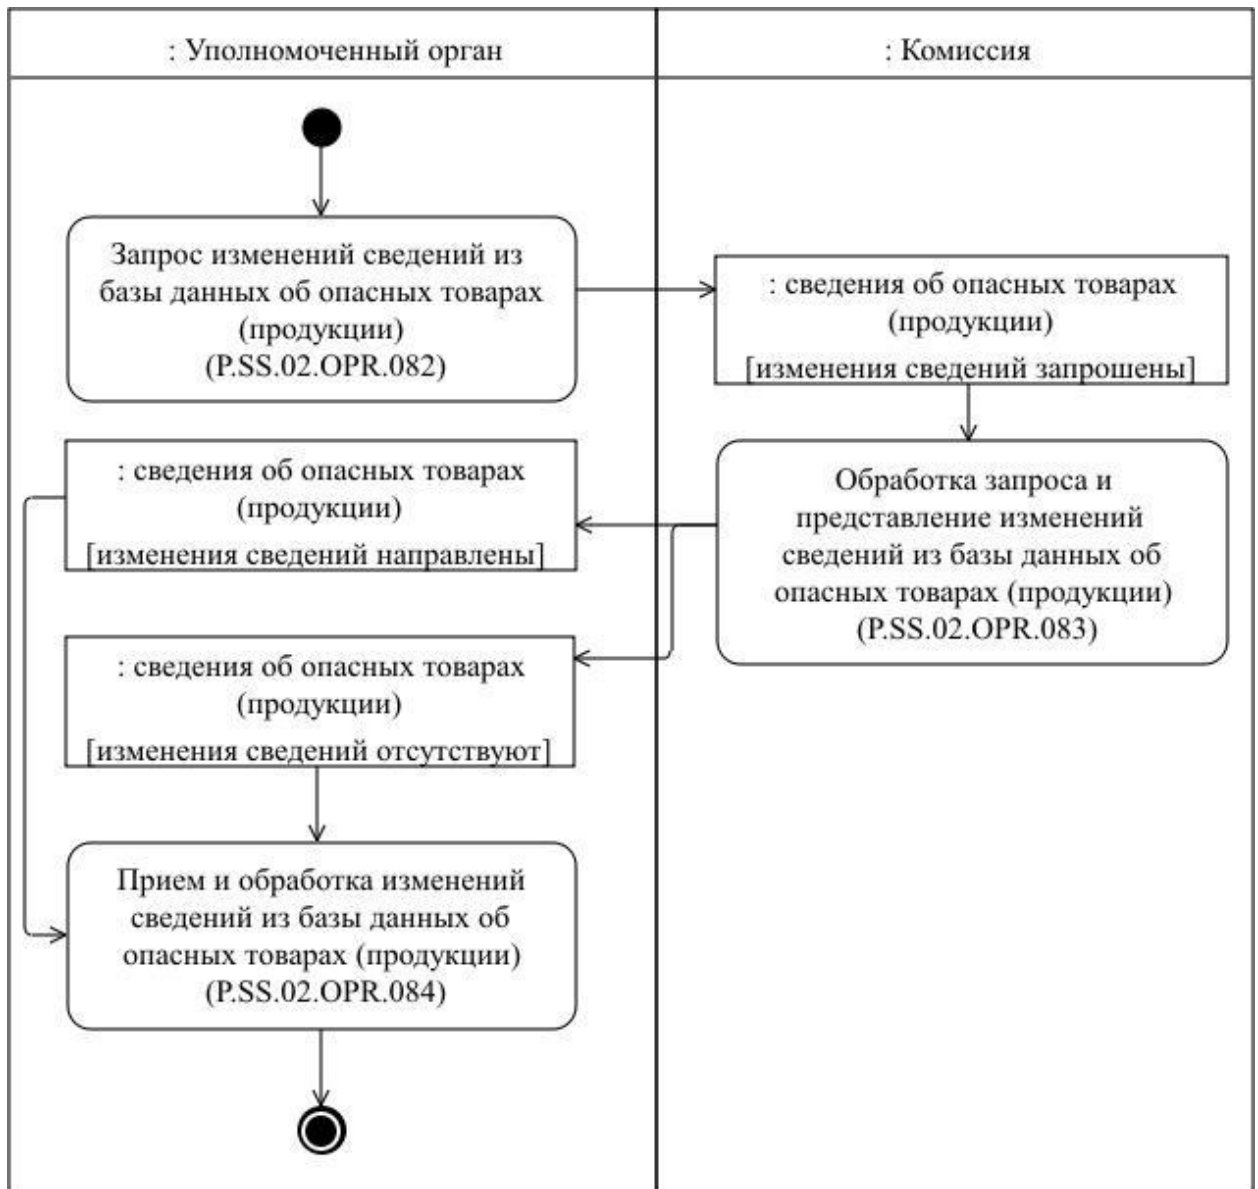 : Уполномоченный орган
: Комиссия
Запрос изменений сведений из
базы данных об опасных товарах
(продукции)
(P.SS.02.OPR.082)
: сведения об опасных товарах
(продукции)
[изменения сведений запрошены]
: сведения об опасных товарах
(продукции)
[изменения сведений направлены]
Обработка запроса и
представление изменений
сведений из базы данных об
опасных товарах (продукции)
(P.SS.02.OPR.083)
: сведения об опасных товарах
(продукции)
[изменения сведений отсутствуют]
Прием и обработка изменений
сведений из базы данных об
опасных товарах (продукции)
(P.SS.02.OPR.084)